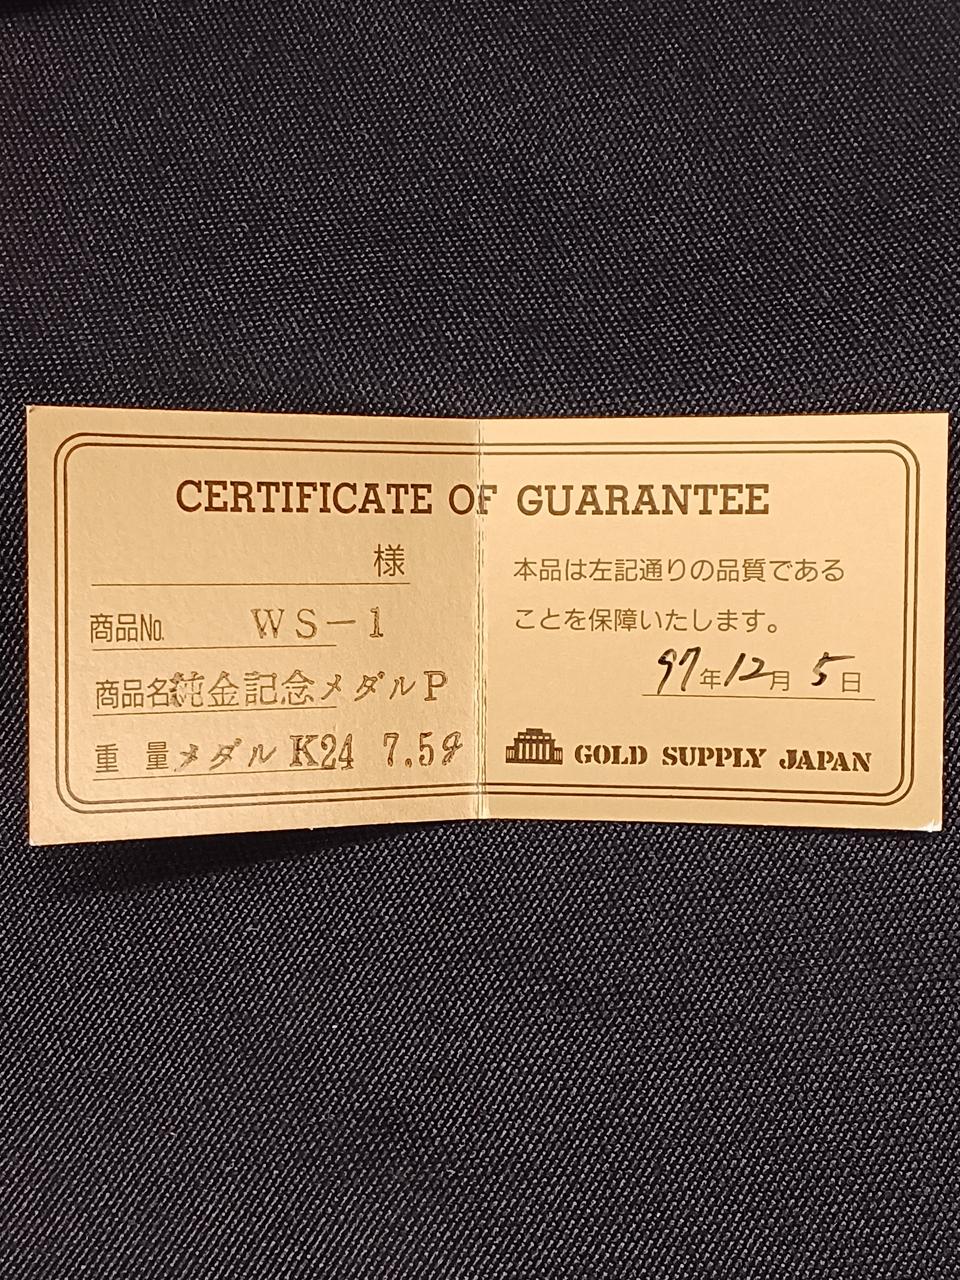 CERTIFICATE OF GUARANTEE
様
商品No. WS-1
商品名 純金記念メダルP
重 量 メダル K24 7.5g
本品は左記通りの品質である
ことを保障いたします。
97年12月5日
GOLD SUPPLY JAPAN